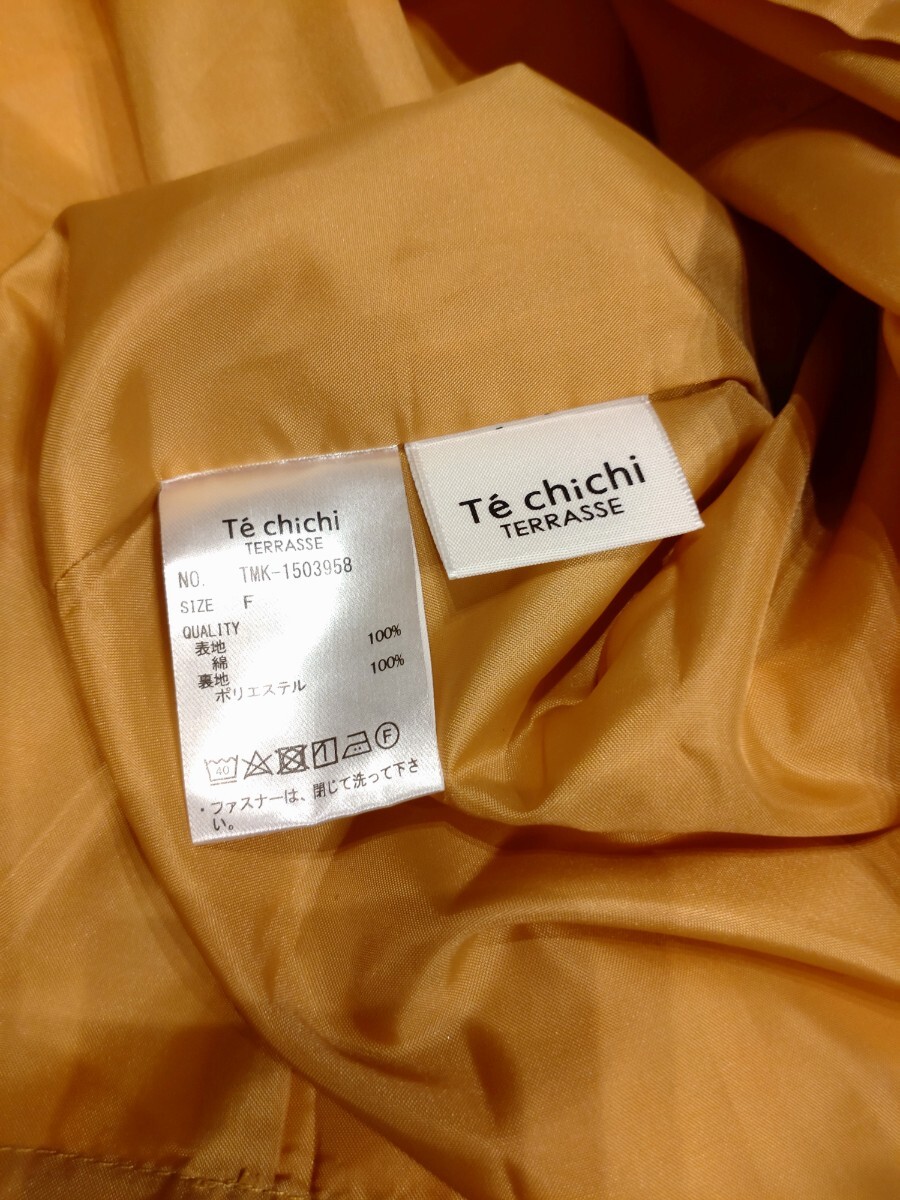 Té chichi
TERRASSE
NO. TMK-1503958
SIZE F
QUALITY
表地 100%
綿
裏地 100%
ポリエステル
40 F
・ファスナーは、閉じて洗って下さ
い。
Té chichi
TERRASSE